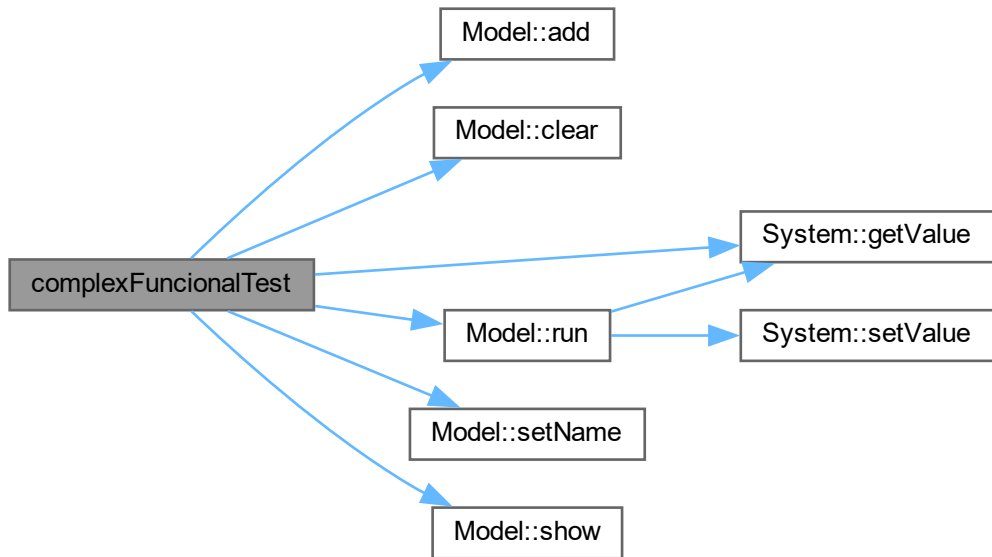 Model::add
Model::clear
System::getValue
complexFuncionalTest
Model::run
System::setValue
Model::setName
Model::show